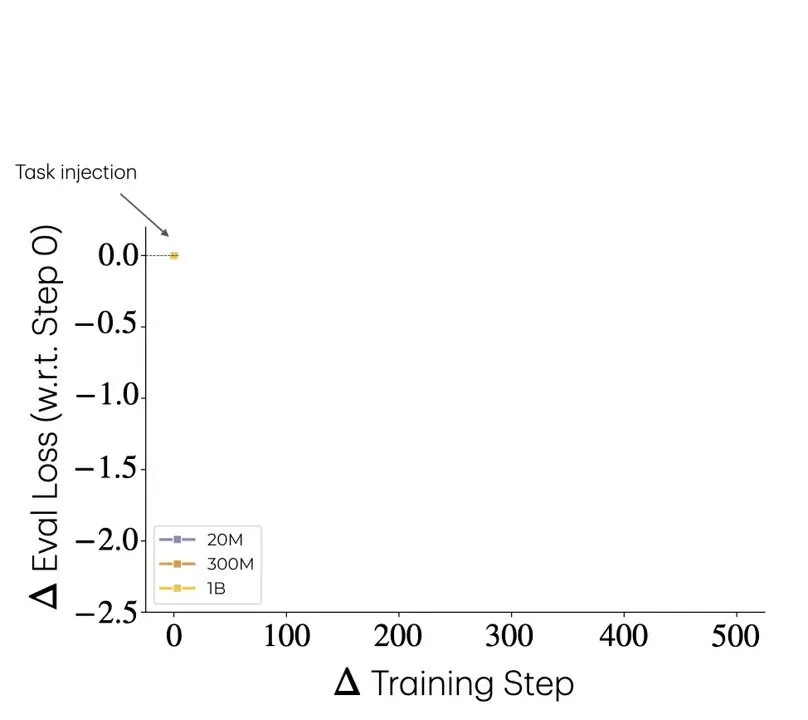 Task injection
Δ Eval Loss (w.r.t. Step 0)
0.0
−0.5
−1.0
−1.5
−2.0
−2.5
20M
300M
1B
0 100 200 300 400 500
Δ Training Step